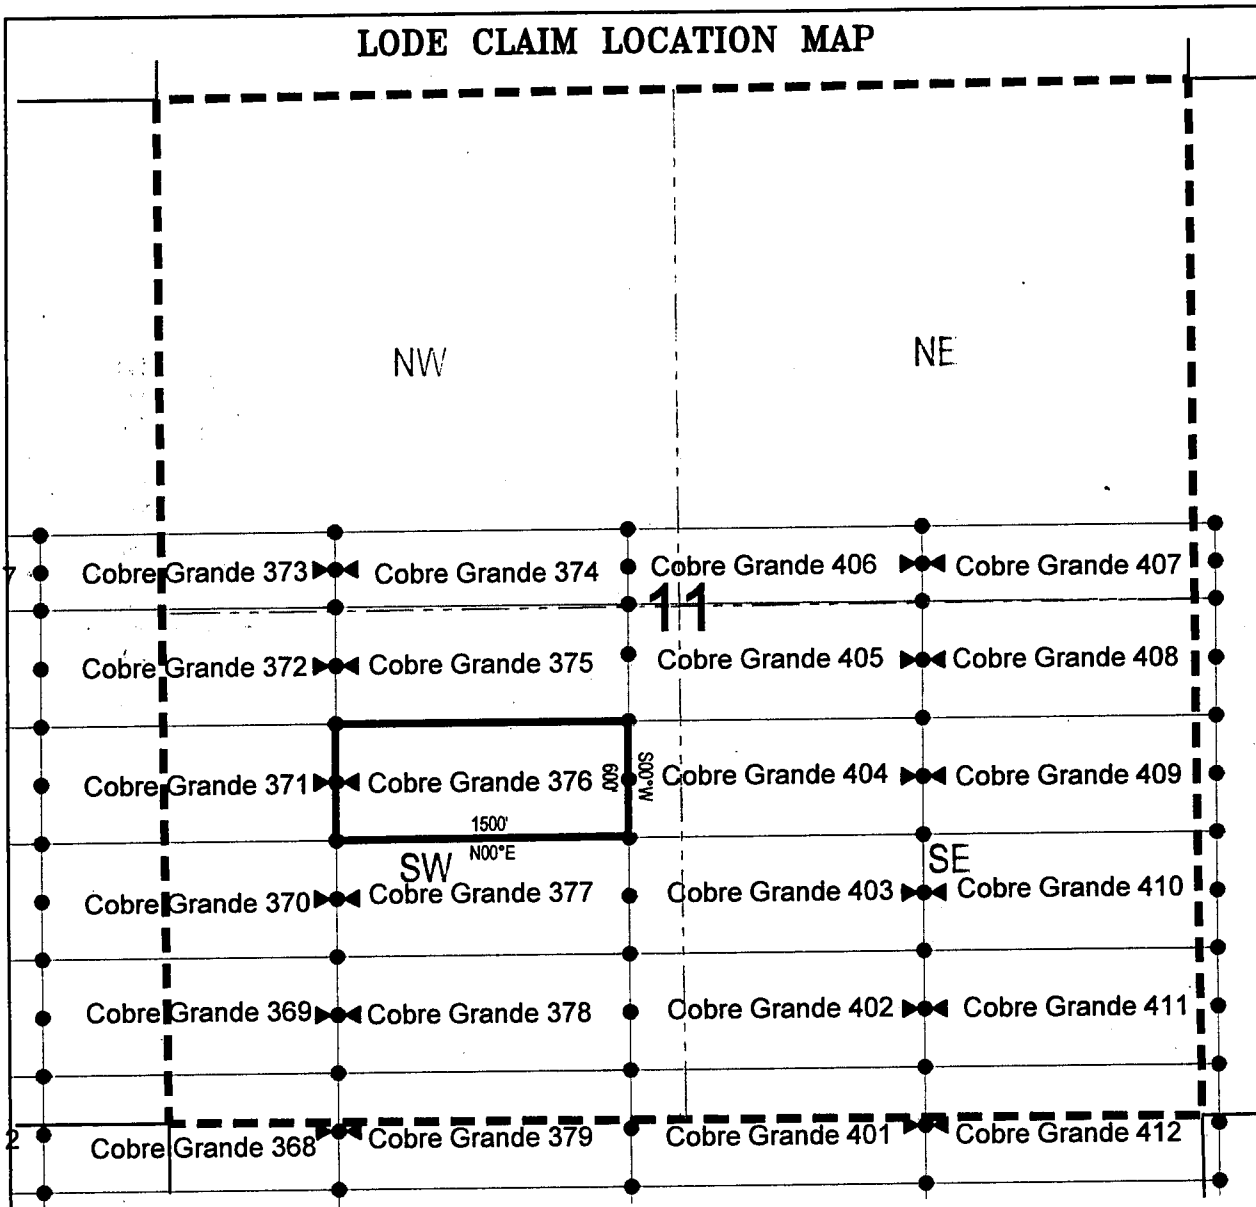 LODE CLAIM LOCATION MAP
NW
NE
7
Cobre Grande 373
Cobre Grande 374
Cobre Grande 406
Cobre Grande 407
11
Cobre Grande 372
Cobre Grande 375
Cobre Grande 405
Cobre Grande 408
Cobre Grande 371
Cobre Grande 376
600'
S00°W
Cobre Grande 404
Cobre Grande 409
1500'
N00°E
SW
SE
Cobre Grande 370
Cobre Grande 377
Cobre Grande 403
Cobre Grande 410
Cobre Grande 369
Cobre Grande 378
Cobre Grande 402
Cobre Grande 411
2
Cobre Grande 368
Cobre Grande 379
Cobre Grande 401
Cobre Grande 412